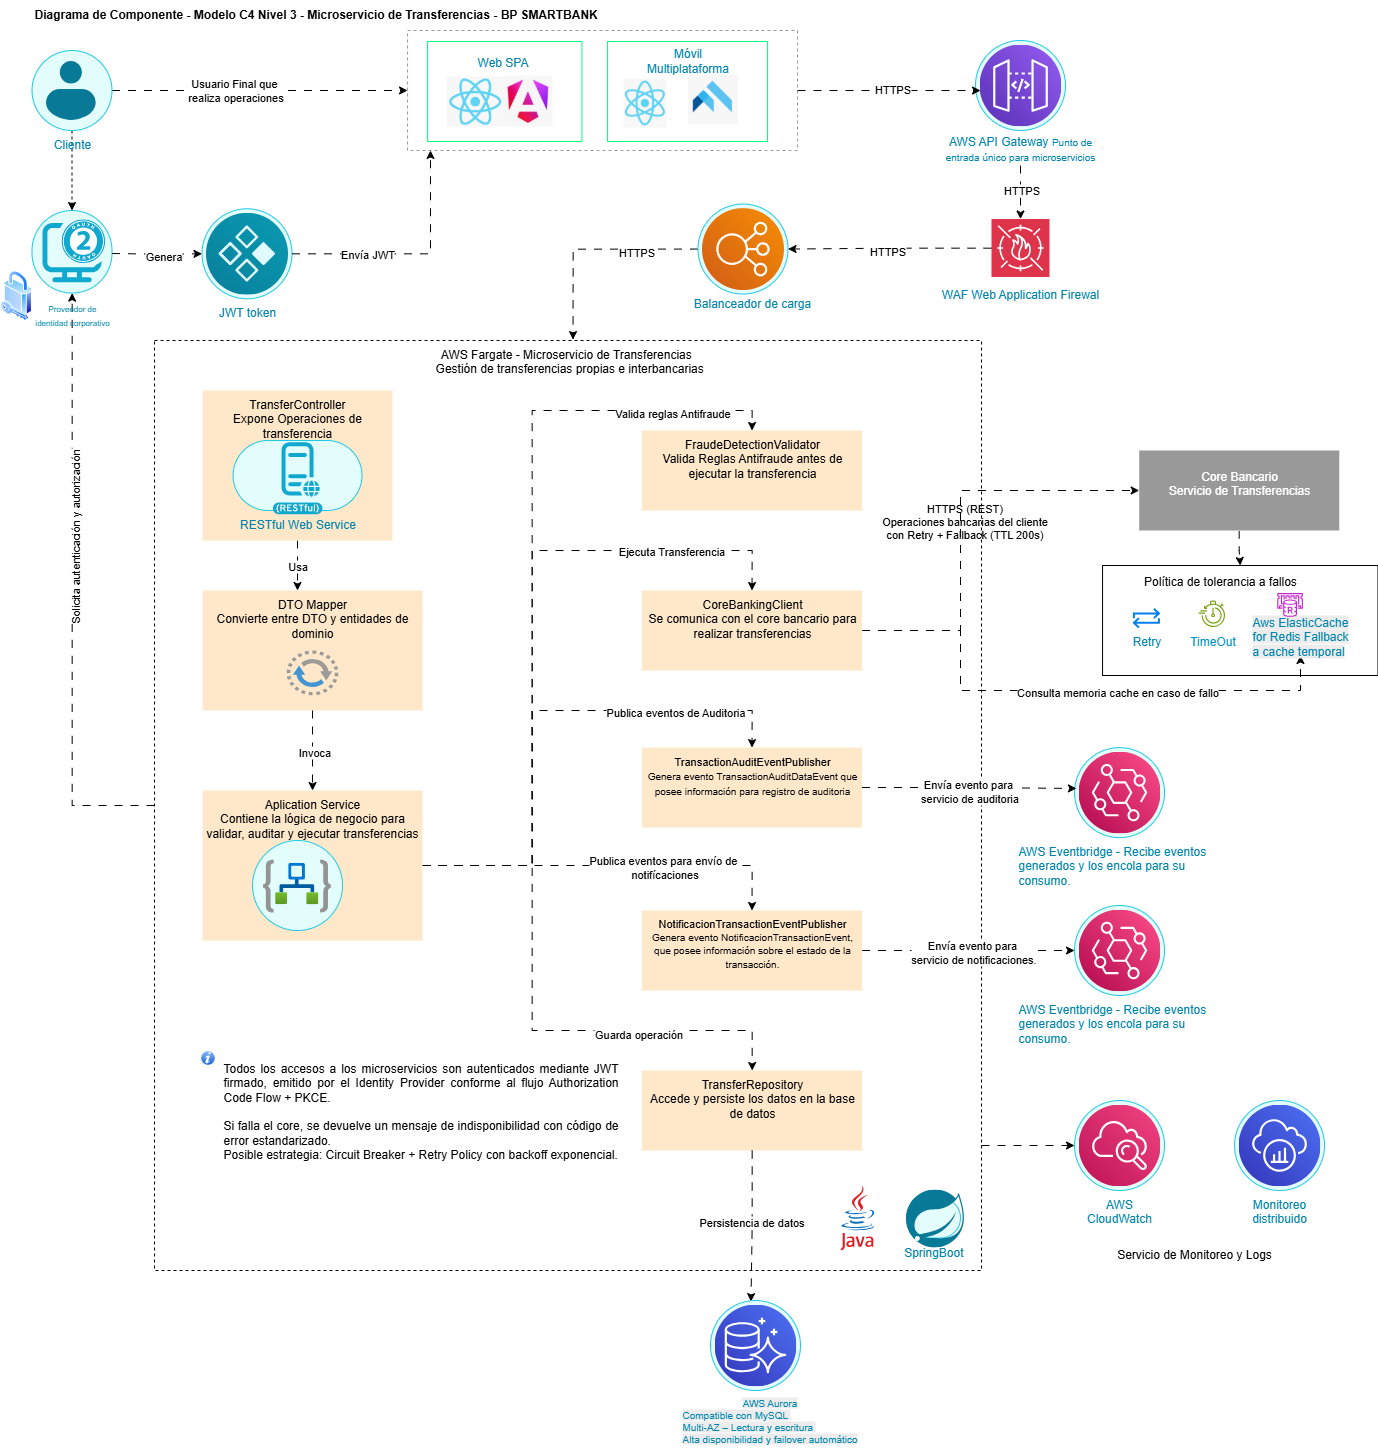 Diagrama de Componente - Modelo C4 Nivel 3 - Microservicio de Transferencias - BP SMARTBANK
Web SPA
Móvil
Multiplataforma
Usuario Final que
realiza operaciones
HTTPS
Cliente
AWS API Gateway Punto de
entrada único para microservicios
HTTPS
OAUTH
2
OAUTH
Genera
Envía JWT
HTTPS
HTTPS
Proveedor de
identidad corporativo
JWT token
Balanceador de carga
WAF Web Application Firewal
AWS Fargate - Microservicio de Transferencias
Gestión de transferencias propias e interbancarias
TransferController
Expone Operaciones de
transferencia
{RESTful}
RESTful Web Service
Valida reglas Antifraude
FraudeDetectionValidator
Valida Reglas Antifraude antes de
ejecutar la transferencia
Core Bancario
Servicio de Transferencias
HTTPS (REST)
Operaciones bancarias del cliente
con Retry + Fallback (TTL 200s)
Solicita autenticación y autorización
Usa
Ejecuta Transferencia
DTO Mapper
Convierte entre DTO y entidades de
dominio
CoreBankingClient
Se comunica con el core bancario para
realizar transferencias
Política de tolerancia a fallos
Retry
TimeOut
R
Aws ElasticCache
for Redis Fallback
a cache temporal
Consulta memoria cache en caso de fallo
Invoca
Publica eventos de Auditoria
TransactionAuditEventPublisher
Genera evento TransactionAuditDataEvent que
posee información para registro de auditoria
Envía evento para
servicio de auditoria
AWS Eventbridge - Recibe eventos
generados y los encola para su
consumo.
Aplication Service
Contiene la lógica de negocio para
validar, auditar y ejecutar transferencias
Publica eventos para envío de
notificaciones
NotificacionTransactionEventPublisher
Genera evento NotificacionTransactionEvent,
que posee información sobre el estado de la
transacción.
Envía evento para
servicio de notificaciones.
AWS Eventbridge - Recibe eventos
generados y los encola para su
consumo.
Guarda operación
i
Todos los accesos a los microservicios son autenticados mediante JWT
firmado, emitido por el Identity Provider conforme al flujo Authorization
Code Flow + PKCE.
Si falla el core, se devuelve un mensaje de indisponibilidad con código de
error estandarizado.
Posible estrategia: Circuit Breaker + Retry Policy con backoff exponencial.
TransferRepository
Accede y persiste los datos en la base
de datos
AWS
CloudWatch
Monitoreo
distribuido
Servicio de Monitoreo y Logs
Persistencia de datos
Java
SpringBoot
AWS Aurora
Compatible con MySQL
Multi-AZ – Lectura y escritura
Alta disponibilidad y failover automático